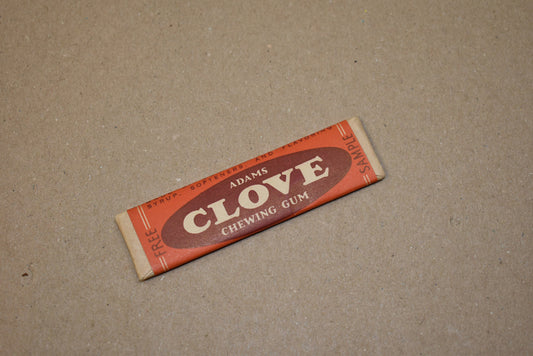 SYRUP, SOFTENERS, AND FLAVORING
FREE
ADAMS
CLOVE
CHEWING GUM
SAMPLE